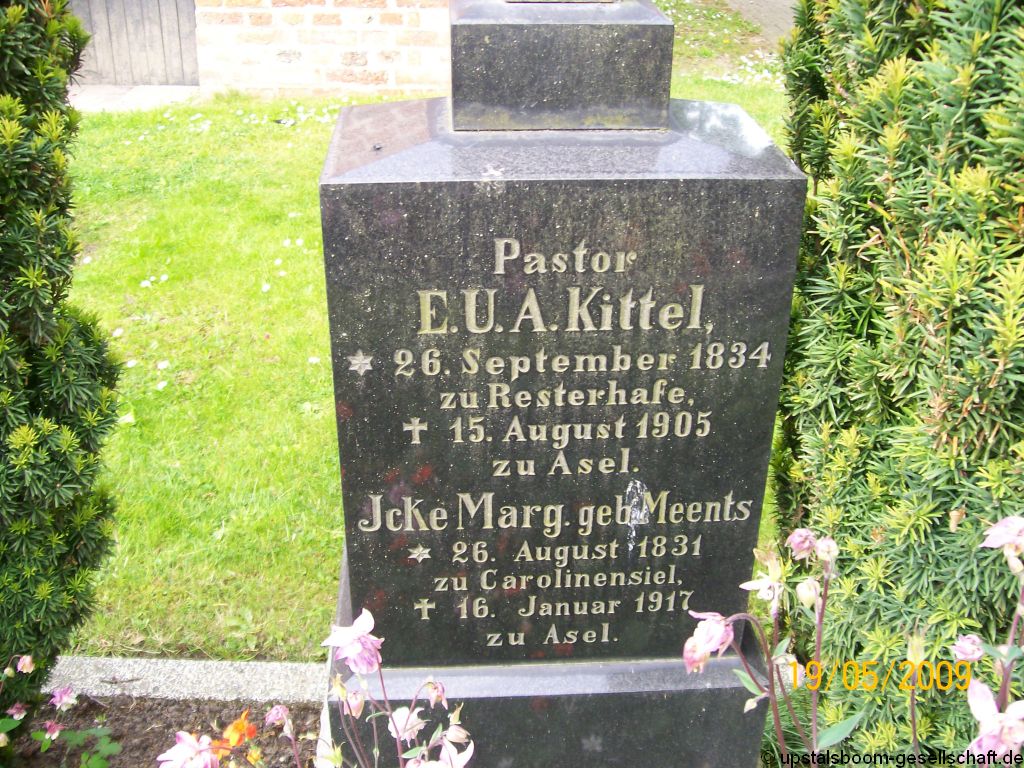 Pastor
E.U.A. Kittel,
* 26. September 1834
zu Resterhafe,
✝ 15. August 1905
zu Asel.
Jcke Marg. geb. Meents
* 26. August 1831
zu Carolinensiel,
✝ 16. Januar 1917
zu Asel.
19/05/2009
© upstalsboom-gesellschaft.de